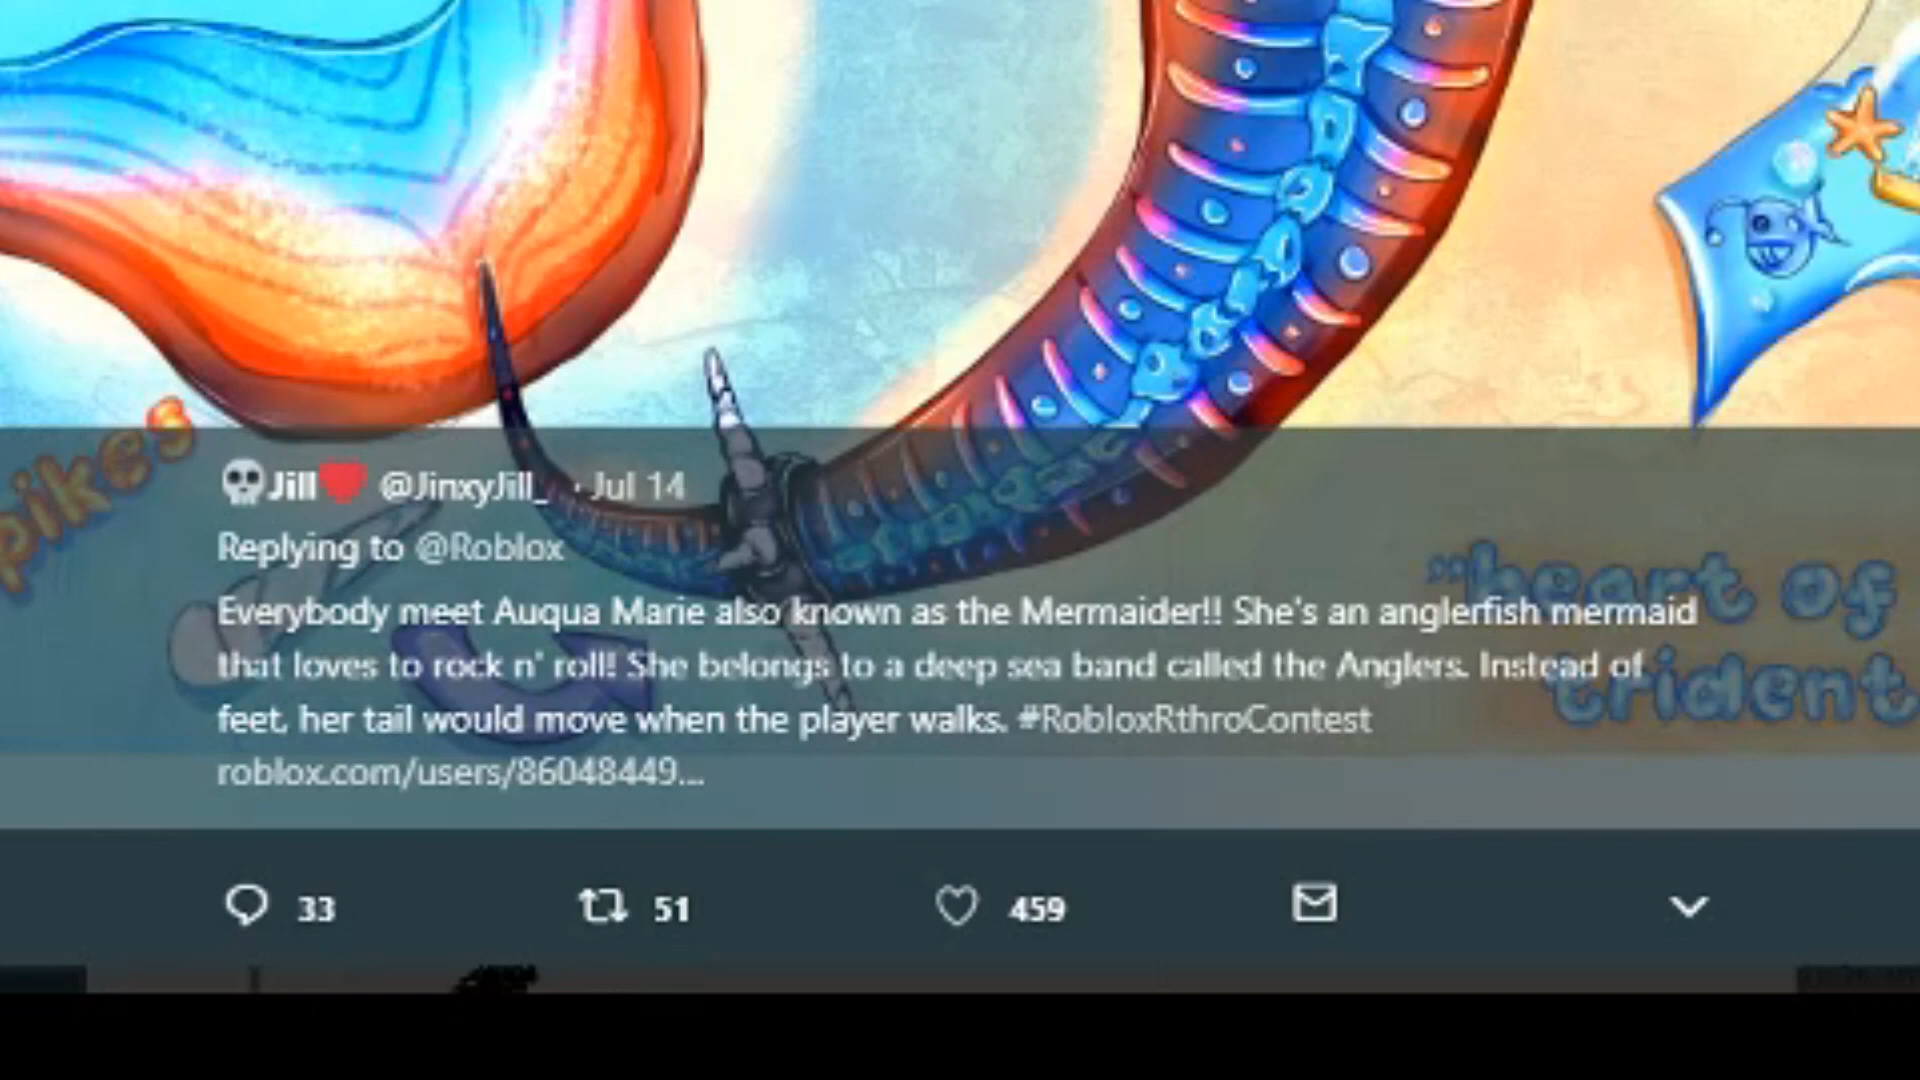 pikes
💀Jill❤️ @JinxyJill_ · Jul 14
Replying to @Roblox
"heart of
Everybody meet Auqua Marie also known as the Mermaider!! She's an anglerfish mermaid
that loves to rock n' roll! She belongs to a deep sea band called the Anglers. Instead of
trident
feet, her tail would move when the player walks. #RobloxRthroContest
roblox.com/users/86048449...
33 51 459